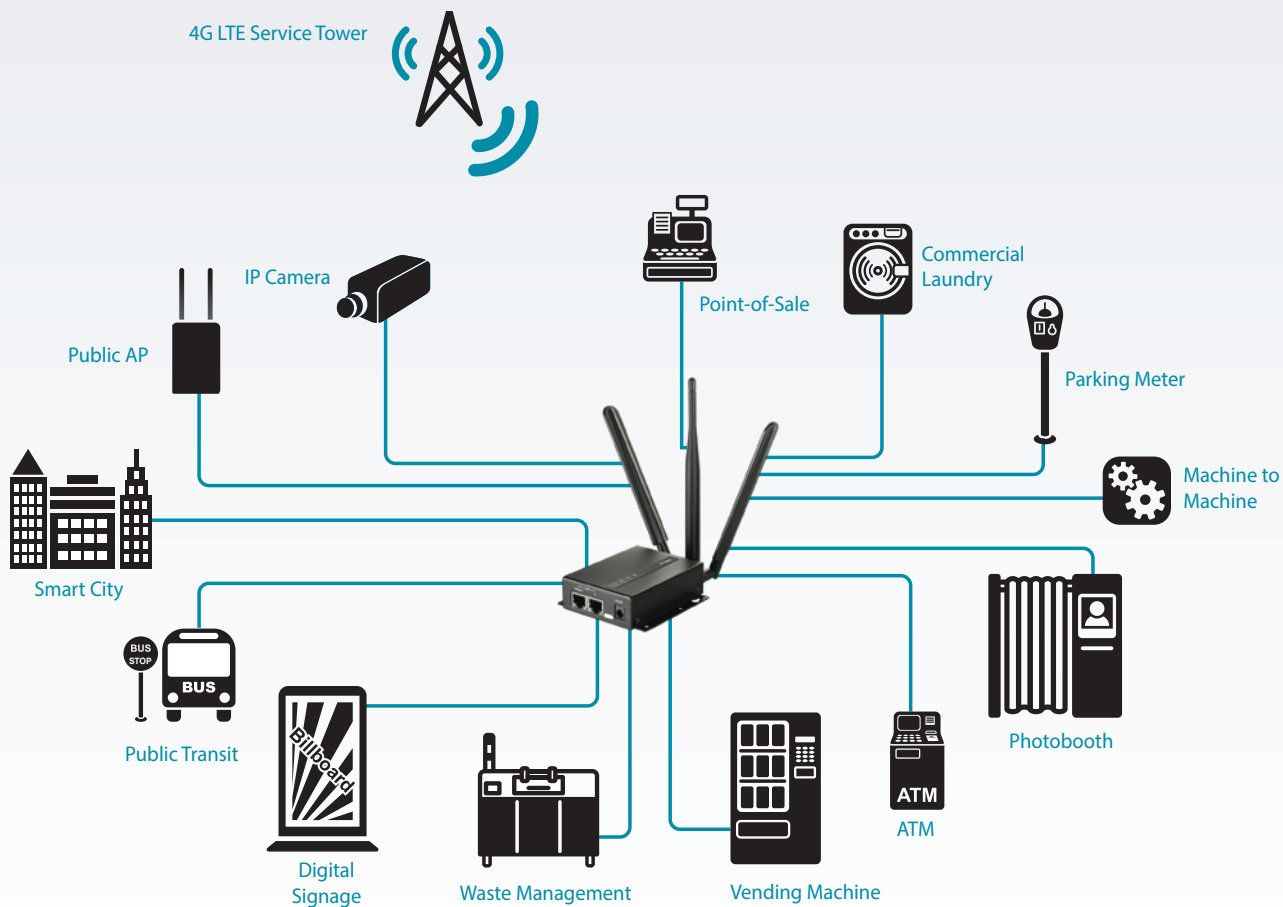 4G LTE Service Tower
IP Camera
Point-of-Sale
Commercial
Laundry
Public AP
Parking Meter
Machine to
Machine
Smart City
BUS
STOP
BUS
Public Transit
Billboard
Digital
Signage
Waste Management
Vending Machine
ATM
ATM
Photobooth